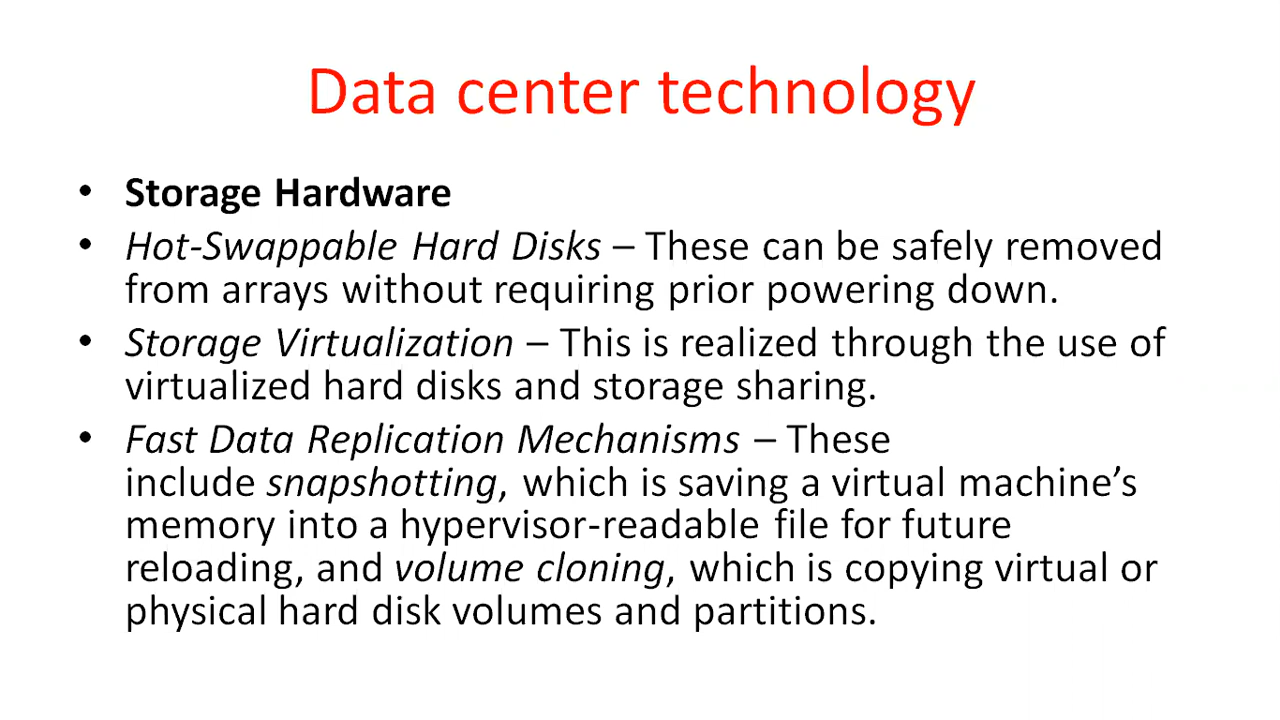 Data center technology
• Storage Hardware
• Hot-Swappable Hard Disks – These can be safely removed
from arrays without requiring prior powering down.
• Storage Virtualization – This is realized through the use of
virtualized hard disks and storage sharing.
• Fast Data Replication Mechanisms – These
include snapshotting, which is saving a virtual machine’s
memory into a hypervisor-readable file for future
reloading, and volume cloning, which is copying virtual or
physical hard disk volumes and partitions.